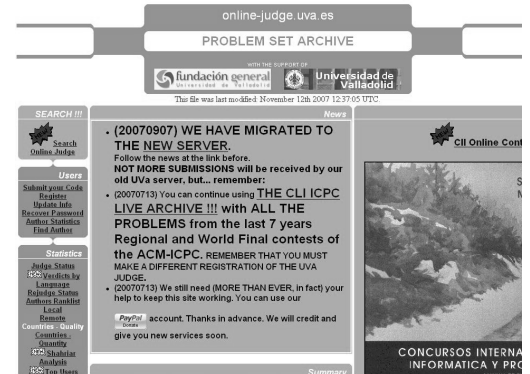 online-judge.uva.es
PROBLEM SET ARCHIVE
WITH THE SUPPORT OF
fundación general
Universidad de Valladolid
Universidad de
Valladolid
This file was last modified: November 12th 2007 12:37:05 UTC.
SEARCH !!!
Search
Online Judge
Users
Submit your Code
Register
Update Info
Recover Password
Author Statistics
Find Author
Statistics
Judge Status
Verdicts by
Language
Rejudge Status
Authors Ranklist
Local
Remote
Countries - Quality
Countries -
Quantity
Shahriar
Analysis
Top Users
News
• (20070907) WE HAVE MIGRATED TO
THE NEW SERVER.
Follow the news at the link before.
NOT MORE SUBMISSIONS will be received by our
old UVa server, but... remember:
• (20070713) You can continue using THE CLI ICPC
LIVE ARCHIVE !!! with ALL THE
PROBLEMS from the last 7 years
Regional and World Final contests of
the ACM-ICPC. REMEMBER THAT YOU MUST
MAKE A DIFFERENT REGISTRATION OF THE UVA
JUDGE.
• (20070713) We still need (MORE THAN EVER, in fact) your
help to keep this site working. You can use our
PayPal
Donate
account. Thanks in advance. We will credit and
give you new services soon.
Summary
CII Online Cont
S
CONCURSOS INTERNA
INFORMATICA Y PRO